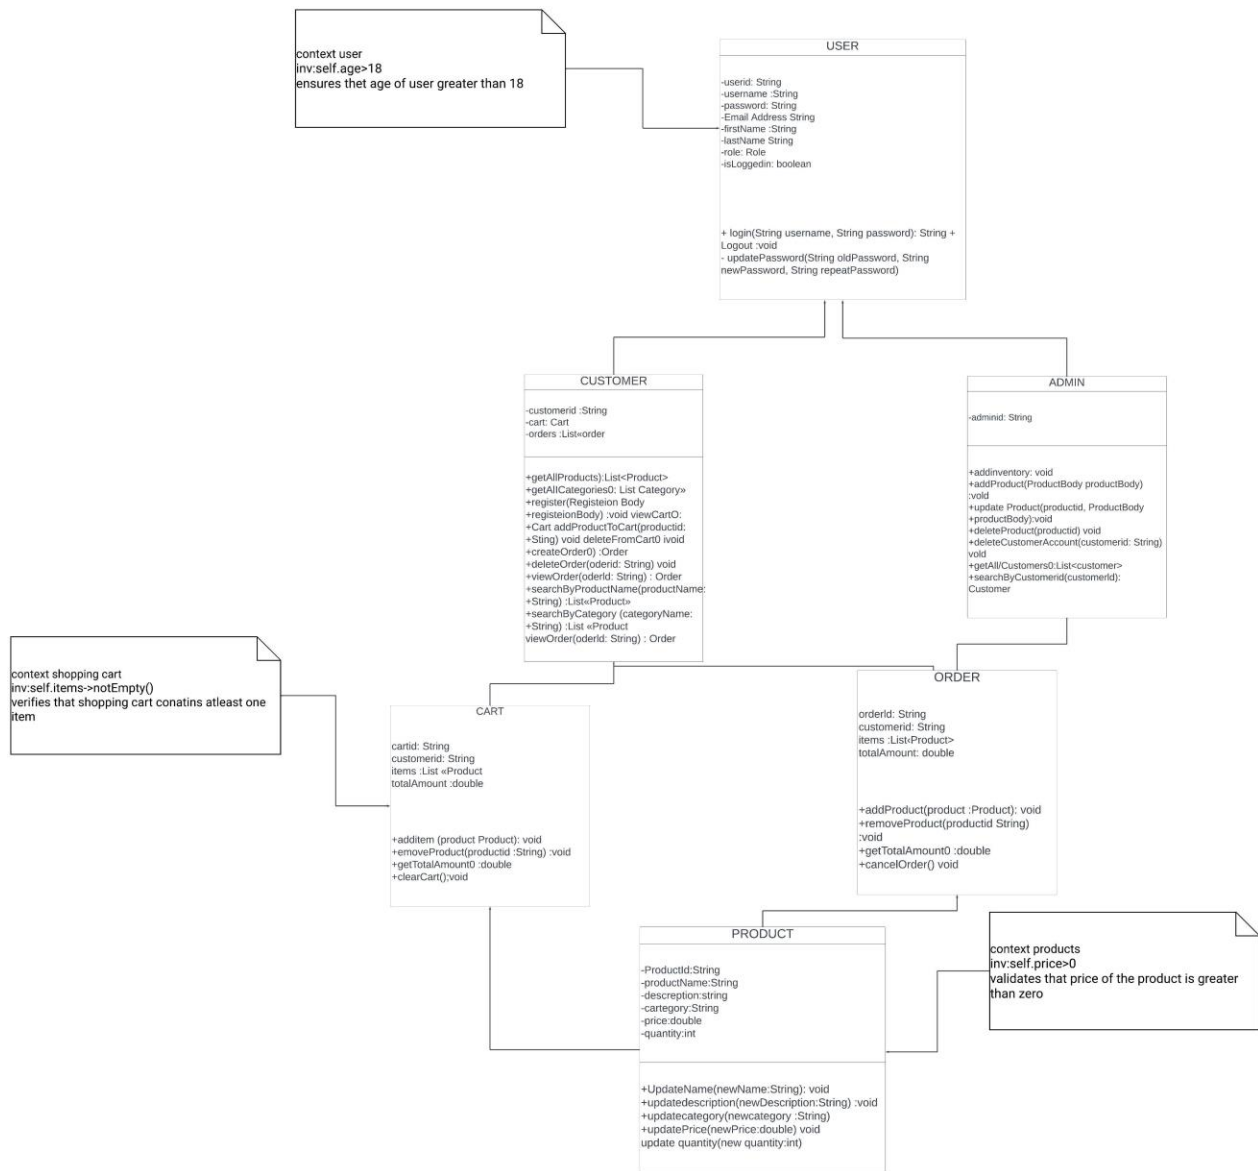 context user
inv:self.age>18
ensures thet age of user greater than 18
USER
-userid: String
-username :String
-password: String
-Email Address String
-firstName :String
-lastName String
-role: Role
-isLoggedin: boolean
+ login(String username, String password): String +
Logout :void
- updatePassword(String oldPassword, String
newPassword, String repeatPassword)
CUSTOMER
-customerid :String
-cart: Cart
-orders :List«order
+getAllProducts):List<Product>
+getAllCategories0: List Category»
+register(Registeion Body
+registeionBody) :void viewCartO:
+Cart addProductToCart(productid:
+Sting) void deleteFromCart0 ivoid
+createOrder0) :Order
+deleteOrder(oderid: String) void
+viewOrder(oderld: String) : Order
+searchByProductName(productName:
+String) :List«Product»
+searchByCategory (categoryName:
+String) :List «Product
viewOrder(oderld: String) : Order
ADMIN
-adminid: String
+addinventory: void
+addProduct(ProductBody productBody)
:vold
+update Product(productid, ProductBody
+productBody):void
+deleteProduct(productid) void
+deleteCustomerAccount(customerid: String)
vold
+getAll/Customers0:List<customer>
+searchByCustomerid(customerld):
Customer
context shopping cart
inv:self.items->notEmpty()
verifies that shopping cart conatins atleast one
item
CART
cartid: String
customerid: String
items :List «Product
totalAmount :double
+additem (product Product): void
+emoveProduct(productid :String) :void
+getTotalAmount0 :double
+clearCart();void
ORDER
orderld: String
customerid: String
items :List‹Product>
totalAmount: double
+addProduct(product :Product): void
+removeProduct(productid String)
:void
+getTotalAmount0 :double
+cancelOrder() void
PRODUCT
-ProductId:String
-productName:String
-descreption:string
-cartegory:String
-price:double
-quantity:int
+UpdateName(newName:String): void
+updatedescription(newDescription:String) :void
+updatecategory(newcategory :String)
+updatePrice(newPrice:double) void
update quantity(new quantity:int)
context products
inv:self.price>0
validates that price of the product is greater
than zero